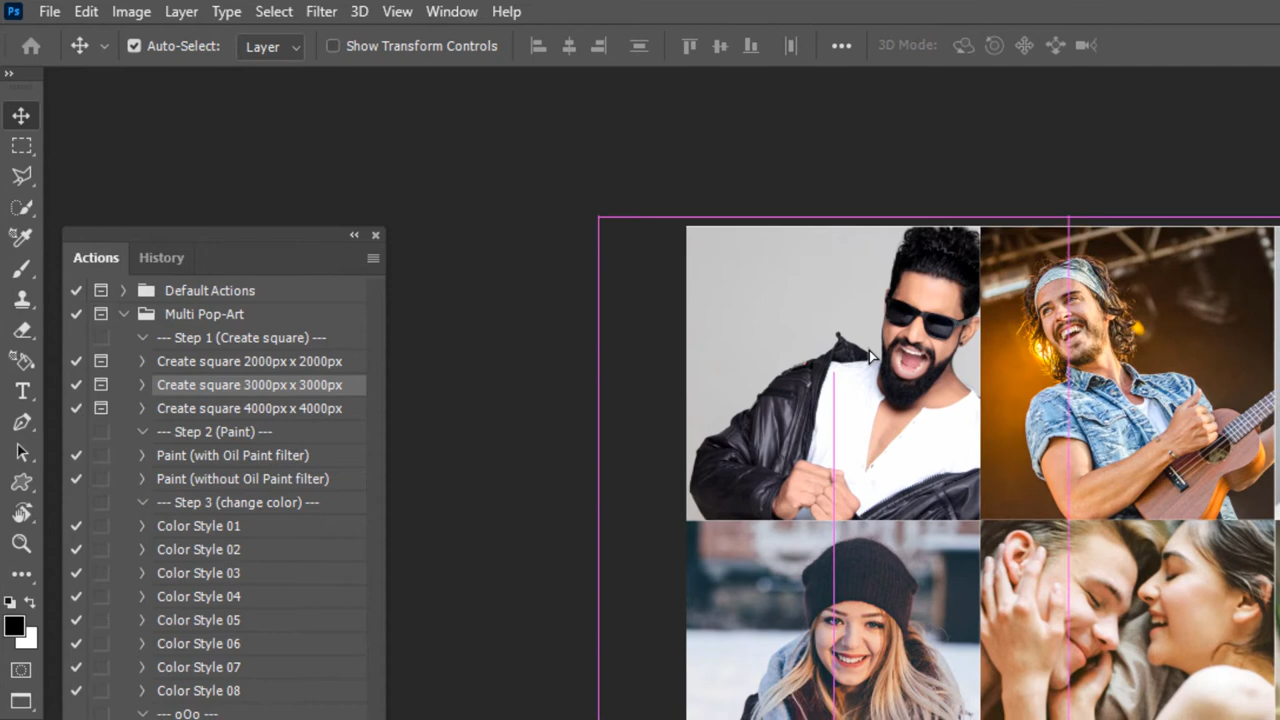 Ps File Edit Image Layer Type Select Filter 3D View Window Help
Auto-Select: Layer Show Transform Controls 3D Mode:
Actions History
Default Actions
Multi Pop-Art
--- Step 1 (Create square) ---
Create square 2000px x 2000px
Create square 3000px x 3000px
Create square 4000px x 4000px
--- Step 2 (Paint) ---
Paint (with Oil Paint filter)
Paint (without Oil Paint filter)
--- Step 3 (change color) ---
Color Style 01
Color Style 02
Color Style 03
Color Style 04
Color Style 05
Color Style 06
Color Style 07
Color Style 08
--- oOo ---